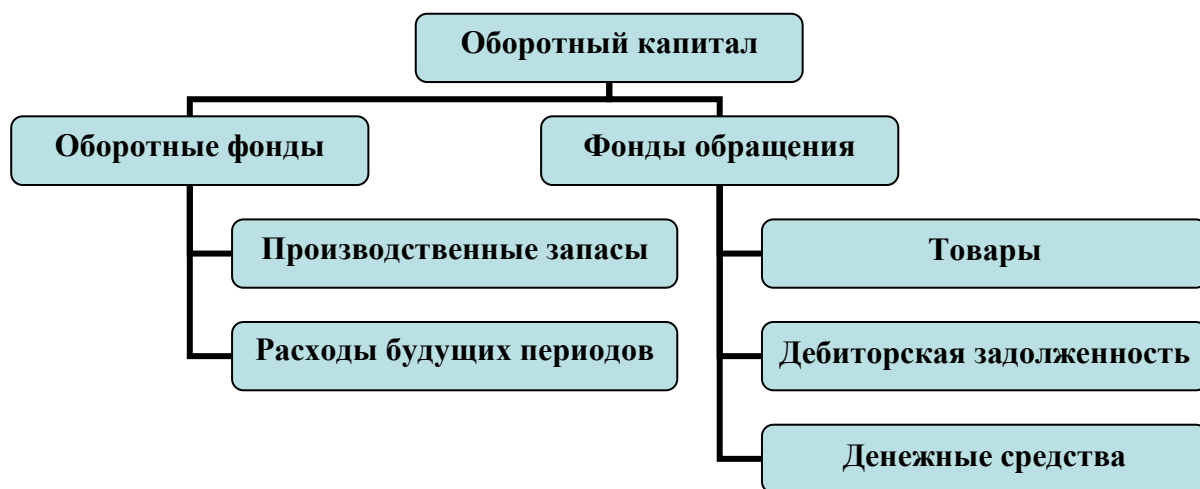 Оборотный капитал
Оборотные фонды
Фонды обращения
Производственные запасы
Товары
Расходы будущих периодов
Дебиторская задолженность
Денежные средства